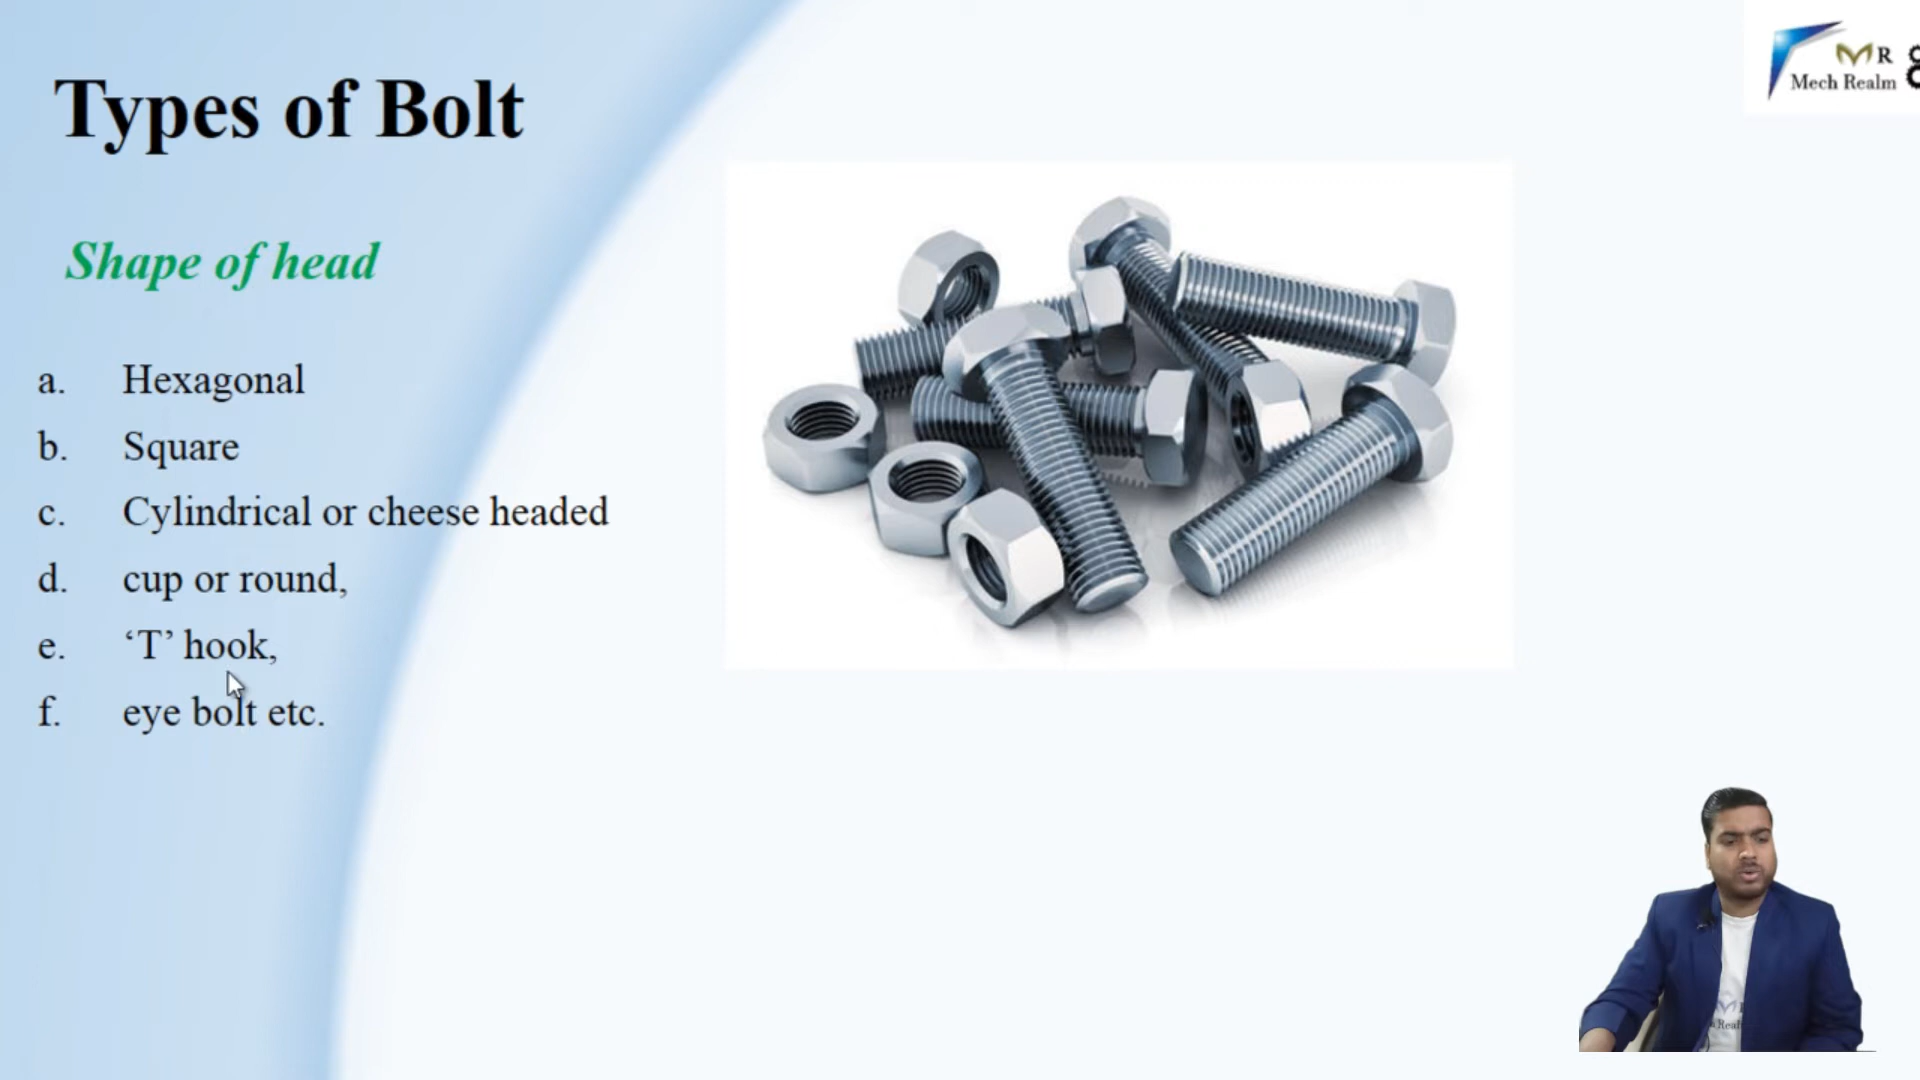 Types of Bolt
M R
Mech Realm
Shape of head
a. Hexagonal
b. Square
c. Cylindrical or cheese headed
d. cup or round,
e. ‘T’ hook,
f. eye bolt etc.